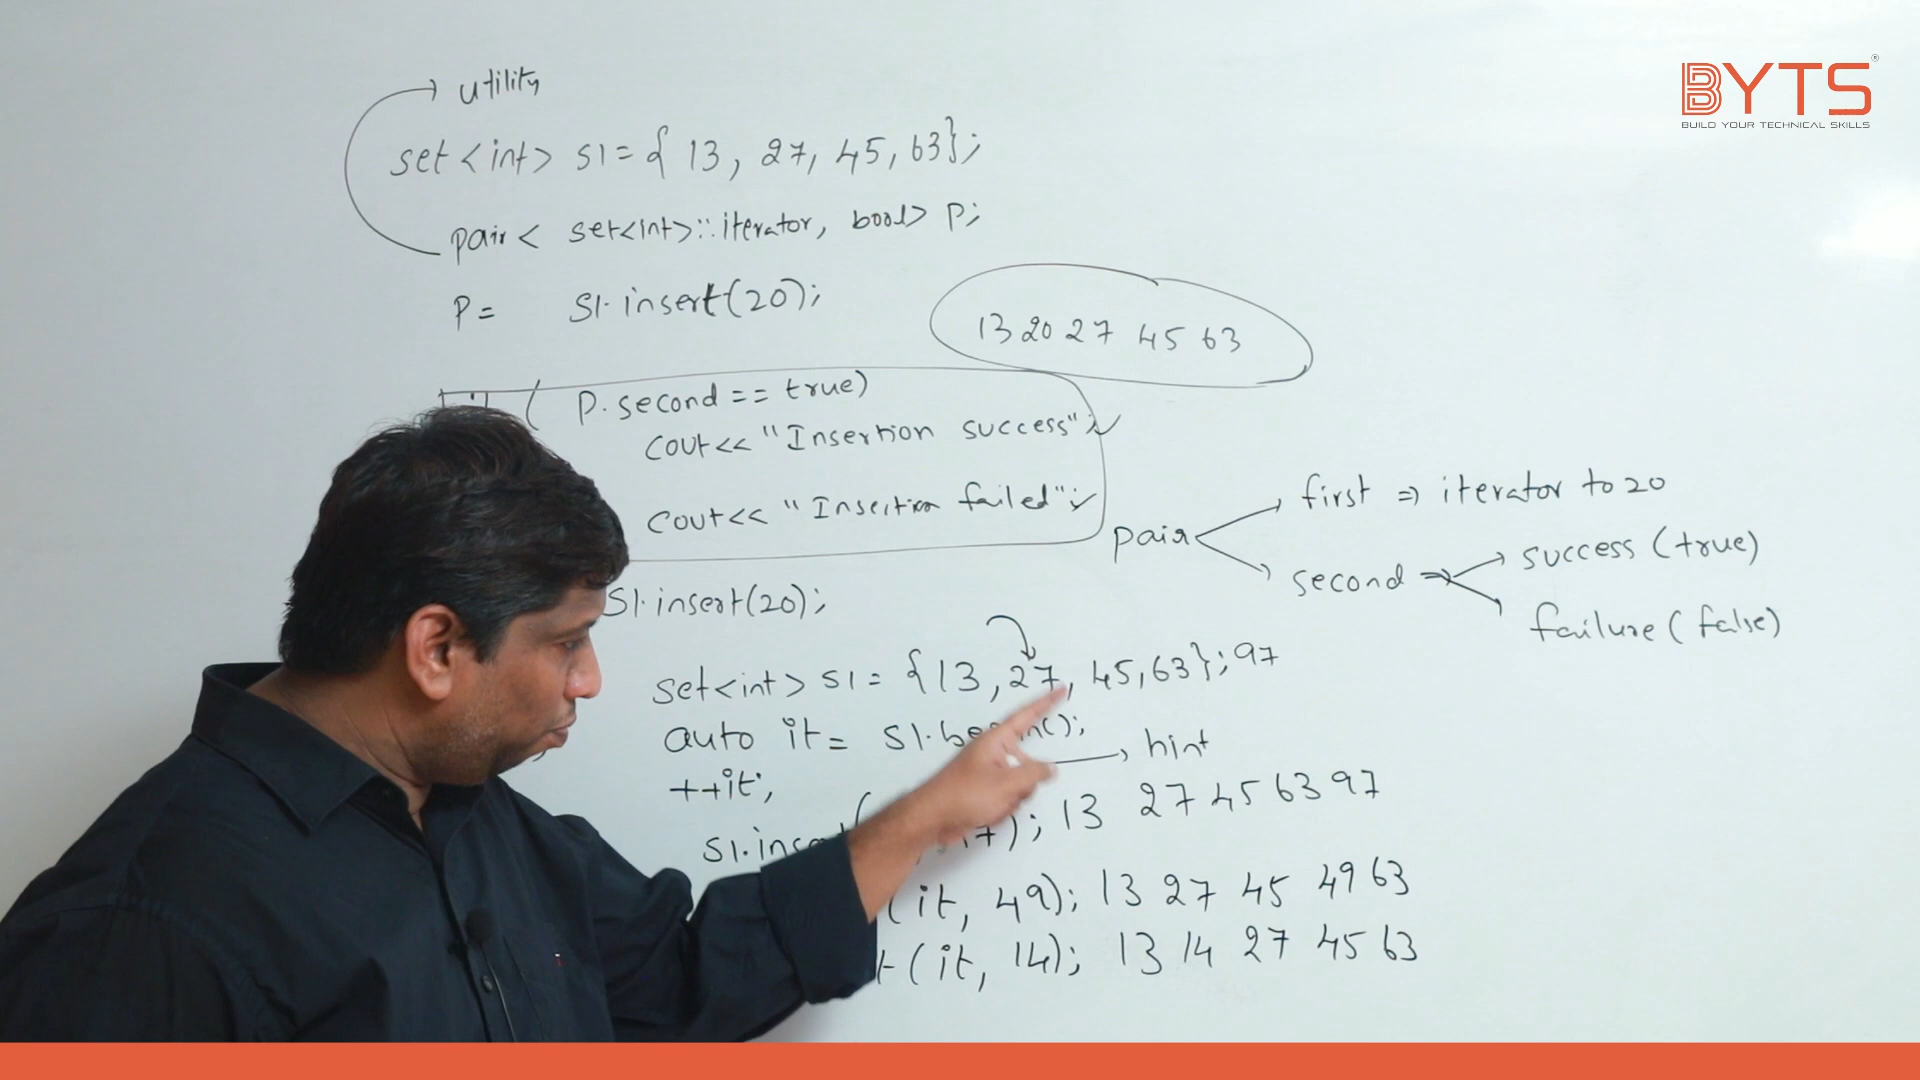 BYTS®
BUILD YOUR TECHNICAL SKILLS
utility
set<int> s1= { 13, 27, 45, 63};
pair< set<int>::iterator, bool> p;
P= S1.insert(20);
13 20 27 45 63
( P.second == true)
cout<< "Insertion success";
cout<< "Insertion failed";
pair
first => iterator to 20
second => success (true)
failure (false)
S1.insert(20);
set<int> s1 = {13, 27, 45,63}; 97
auto it= s1. ();
hint
++it;
13 27 45 63 97
(it, 49); 13 27 45 49 63
(it, 14); 13 14 27 45 63